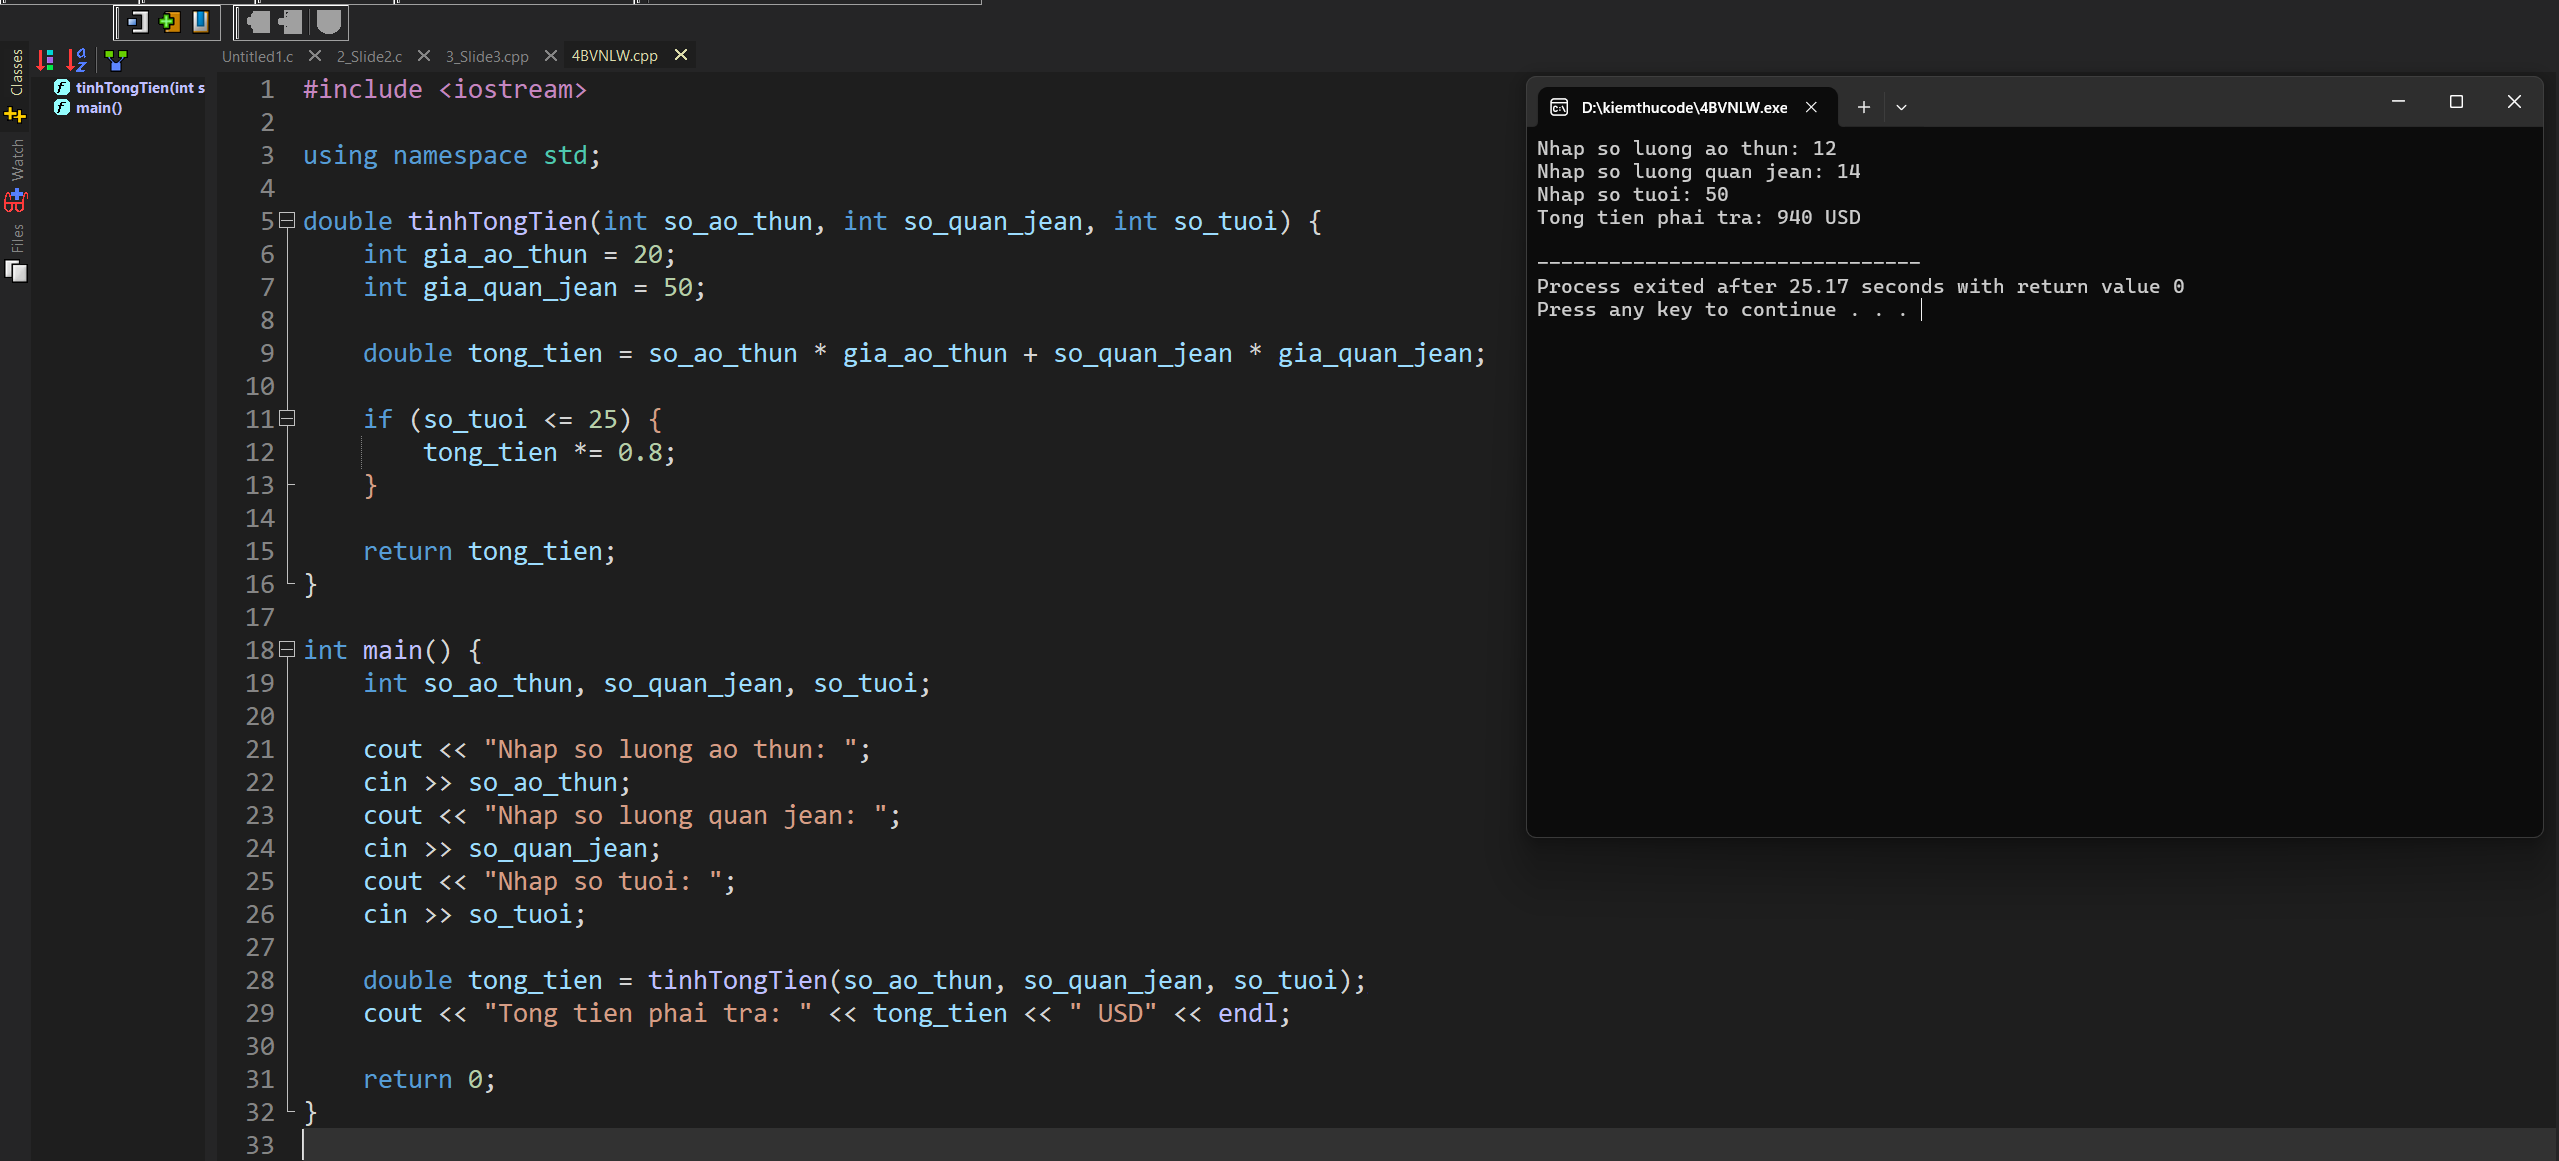 Classes
Watch
Files
tinhTongTien(int s
main()
Untitled1.c
2_Slide2.c
3_Slide3.cpp
4BVNLW.cpp
1 #include <iostream>
2
3 using namespace std;
4
5 double tinhTongTien(int so_ao_thun, int so_quan_jean, int so_tuoi) {
6 int gia_ao_thun = 20;
7 int gia_quan_jean = 50;
8
9 double tong_tien = so_ao_thun * gia_ao_thun + so_quan_jean * gia_quan_jean;
10
11 if (so_tuoi <= 25) {
12 tong_tien *= 0.8;
13 }
14
15 return tong_tien;
16 }
17
18 int main() {
19 int so_ao_thun, so_quan_jean, so_tuoi;
20
21 cout << "Nhap so luong ao thun: ";
22 cin >> so_ao_thun;
23 cout << "Nhap so luong quan jean: ";
24 cin >> so_quan_jean;
25 cout << "Nhap so tuoi: ";
26 cin >> so_tuoi;
27
28 double tong_tien = tinhTongTien(so_ao_thun, so_quan_jean, so_tuoi);
29 cout << "Tong tien phai tra: " << tong_tien << " USD" << endl;
30
31 return 0;
32 }
33
D:\kiemthucode\4BVNLW.exe
Nhap so luong ao thun: 12
Nhap so luong quan jean: 14
Nhap so tuoi: 50
Tong tien phai tra: 940 USD
--------------------------------
Process exited after 25.17 seconds with return value 0
Press any key to continue . . .